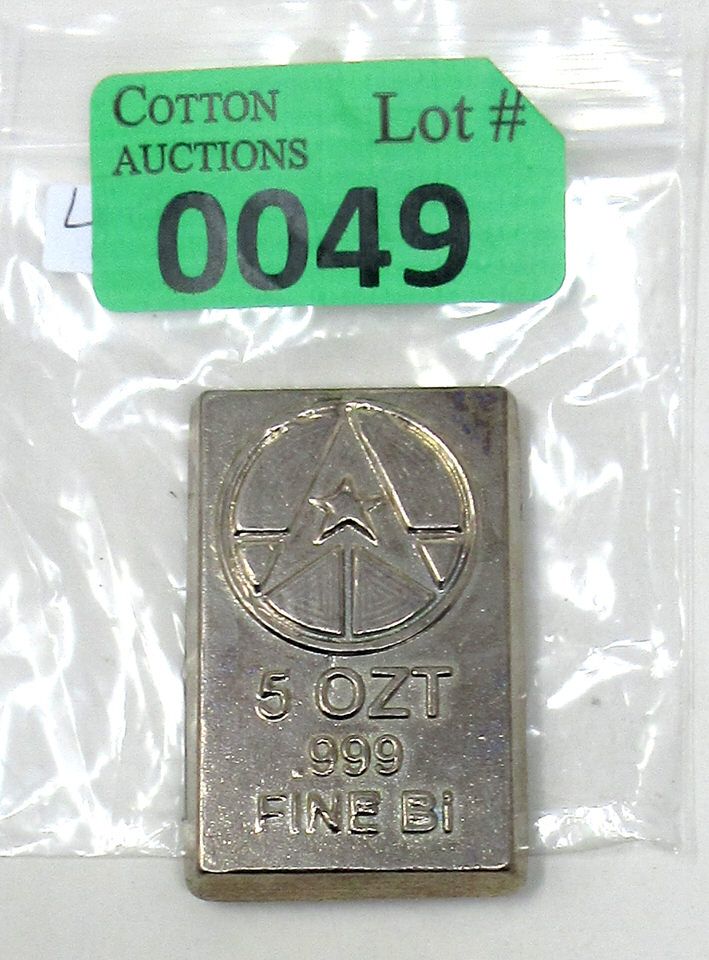 COTTON
AUCTIONS
Lot #
0049
5 OZT
999
FINE Bi